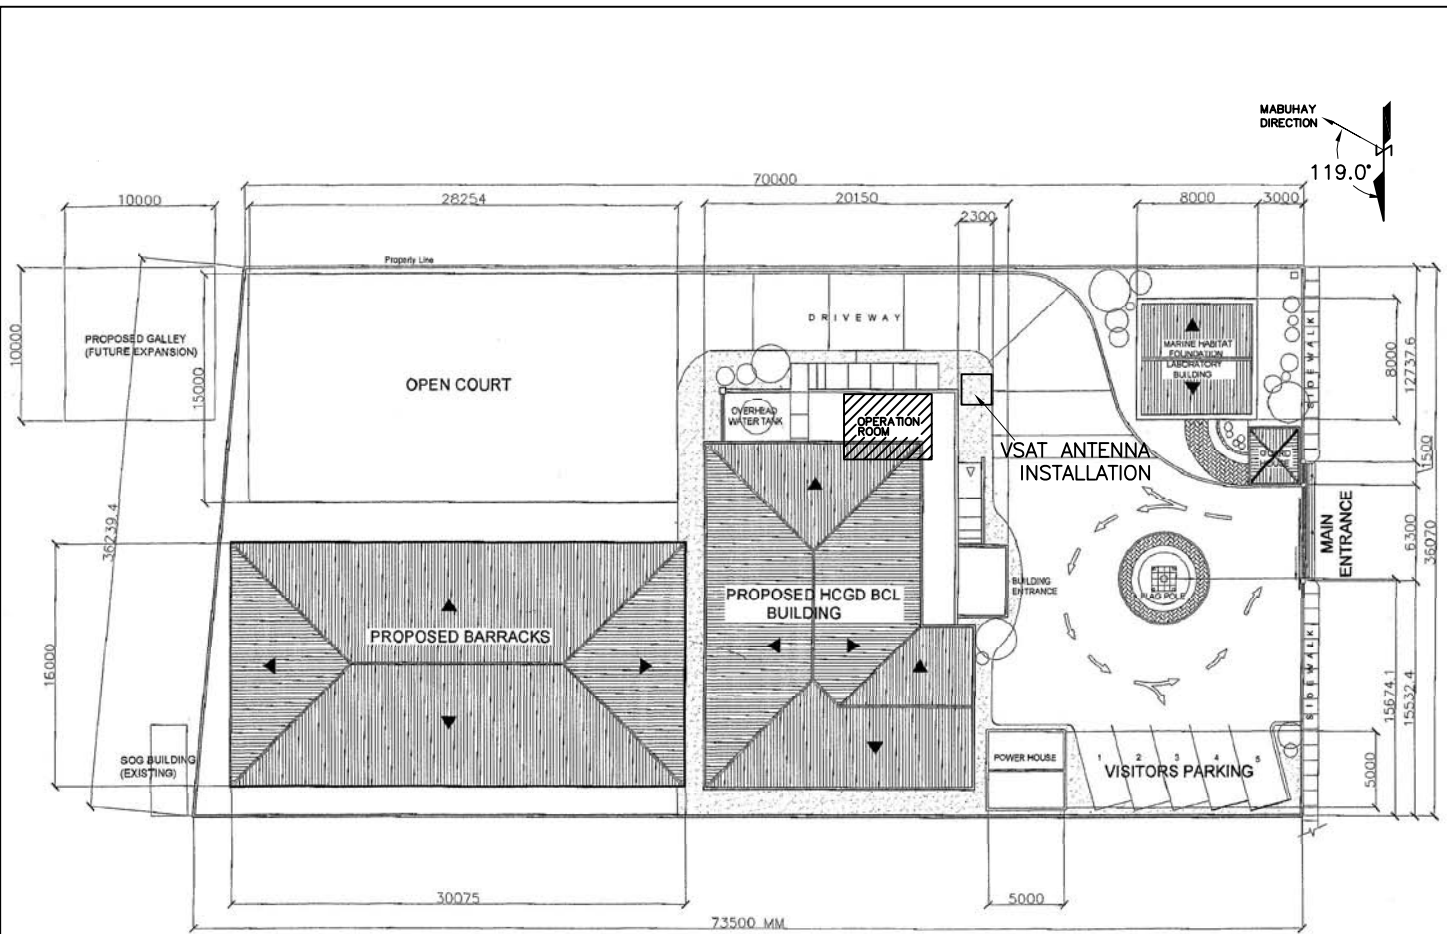 MABUHAY
DIRECTION
N
119.0°
70000
10000
28254
20150
2300
8000
3000
Property Line
10000
PROPOSED GALLEY
(FUTURE EXPANSION)
15000
OPEN COURT
DRIVEWAY
MARINE HABITAT
FOUNDATION
LABORATORY
BUILDING
SIDEWALK
8000
12737.6
OVERHEAD
WATER TANK
OPERATION
ROOM
VSAT ANTENNA
INSTALLATION
1500
36239.4
MAIN
ENTRANCE
6300
36070
BUILDING
ENTRANCE
FLAG POLE
PROPOSED HCGD BCL
BUILDING
PROPOSED BARRACKS
16000
SIDEWALK
15674.1
15532.4
SOG BUILDING
(EXISTING)
POWER HOUSE
1
2
3
4
5
VISITORS PARKING
5000
30075
5000
73500 MM.